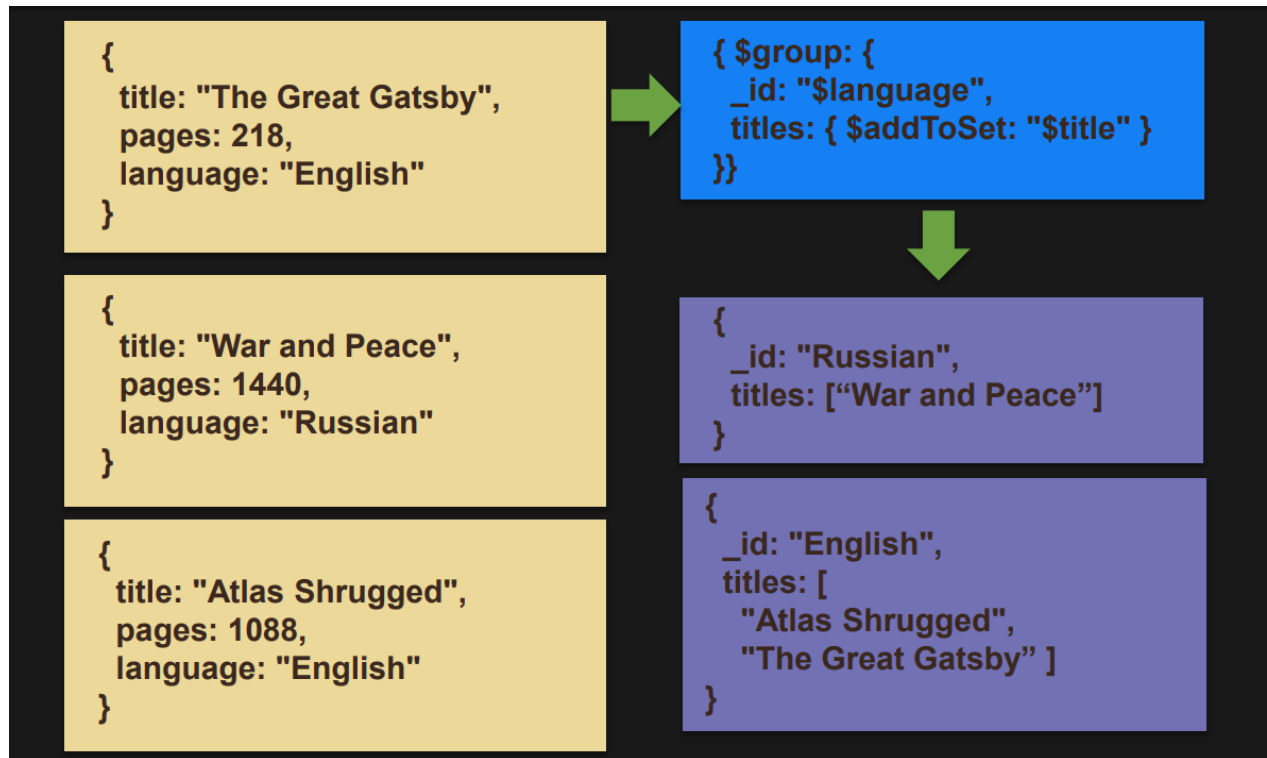 {
title: "The Great Gatsby",
pages: 218,
language: "English"
}
{
title: "War and Peace",
pages: 1440,
language: "Russian"
}
{
title: "Atlas Shrugged",
pages: 1088,
language: "English"
}
{ $group: {
_id: "$language",
titles: { $addToSet: "$title" }
}}
{
_id: "Russian",
titles: [“War and Peace”]
}
{
_id: "English",
titles: [
"Atlas Shrugged",
"The Great Gatsby” ]
}